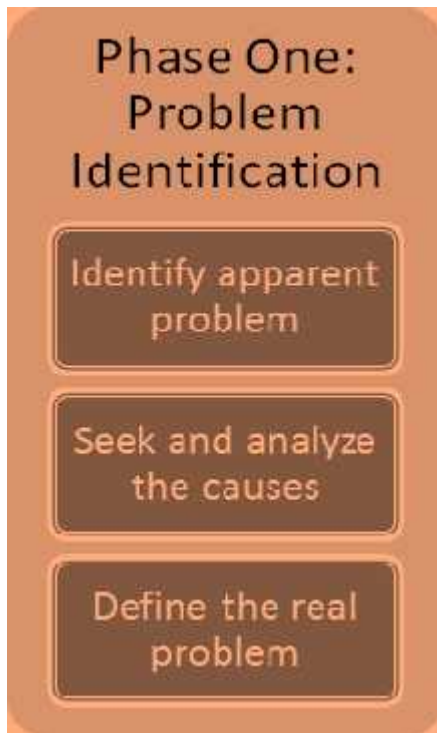 Phase One:
Problem
Identification
Identify apparent
problem
Seek and analyze
the causes
Define the real
problem